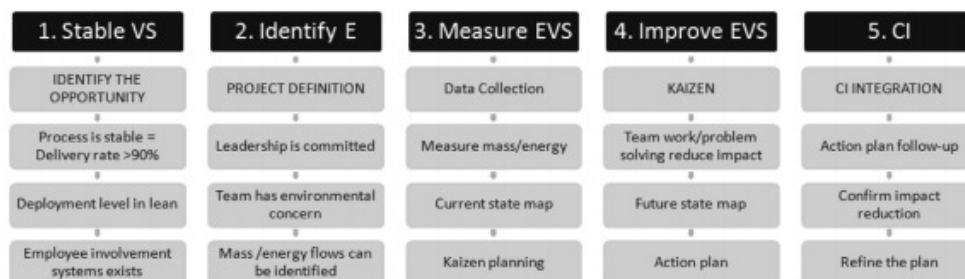 1. Stable VS
IDENTIFY THE
OPPORTUNITY
Process is stable =
Delivery rate >90%
Deployment level in lean
Employee involvement
systems exists
2. Identify E
PROJECT DEFINITION
Leadership is committed
Team has environmental
concern
Mass /energy flows can
be identified
3. Measure EVS
Data Collection
Measure mass/energy
Current state map
Kaizen planning
4. Improve EVS
KAIZEN
Team work/problem
solving reduce impact
Future state map
Action plan
5. CI
CI INTEGRATION
Action plan follow-up
Confirm impact
reduction
Refine the plan